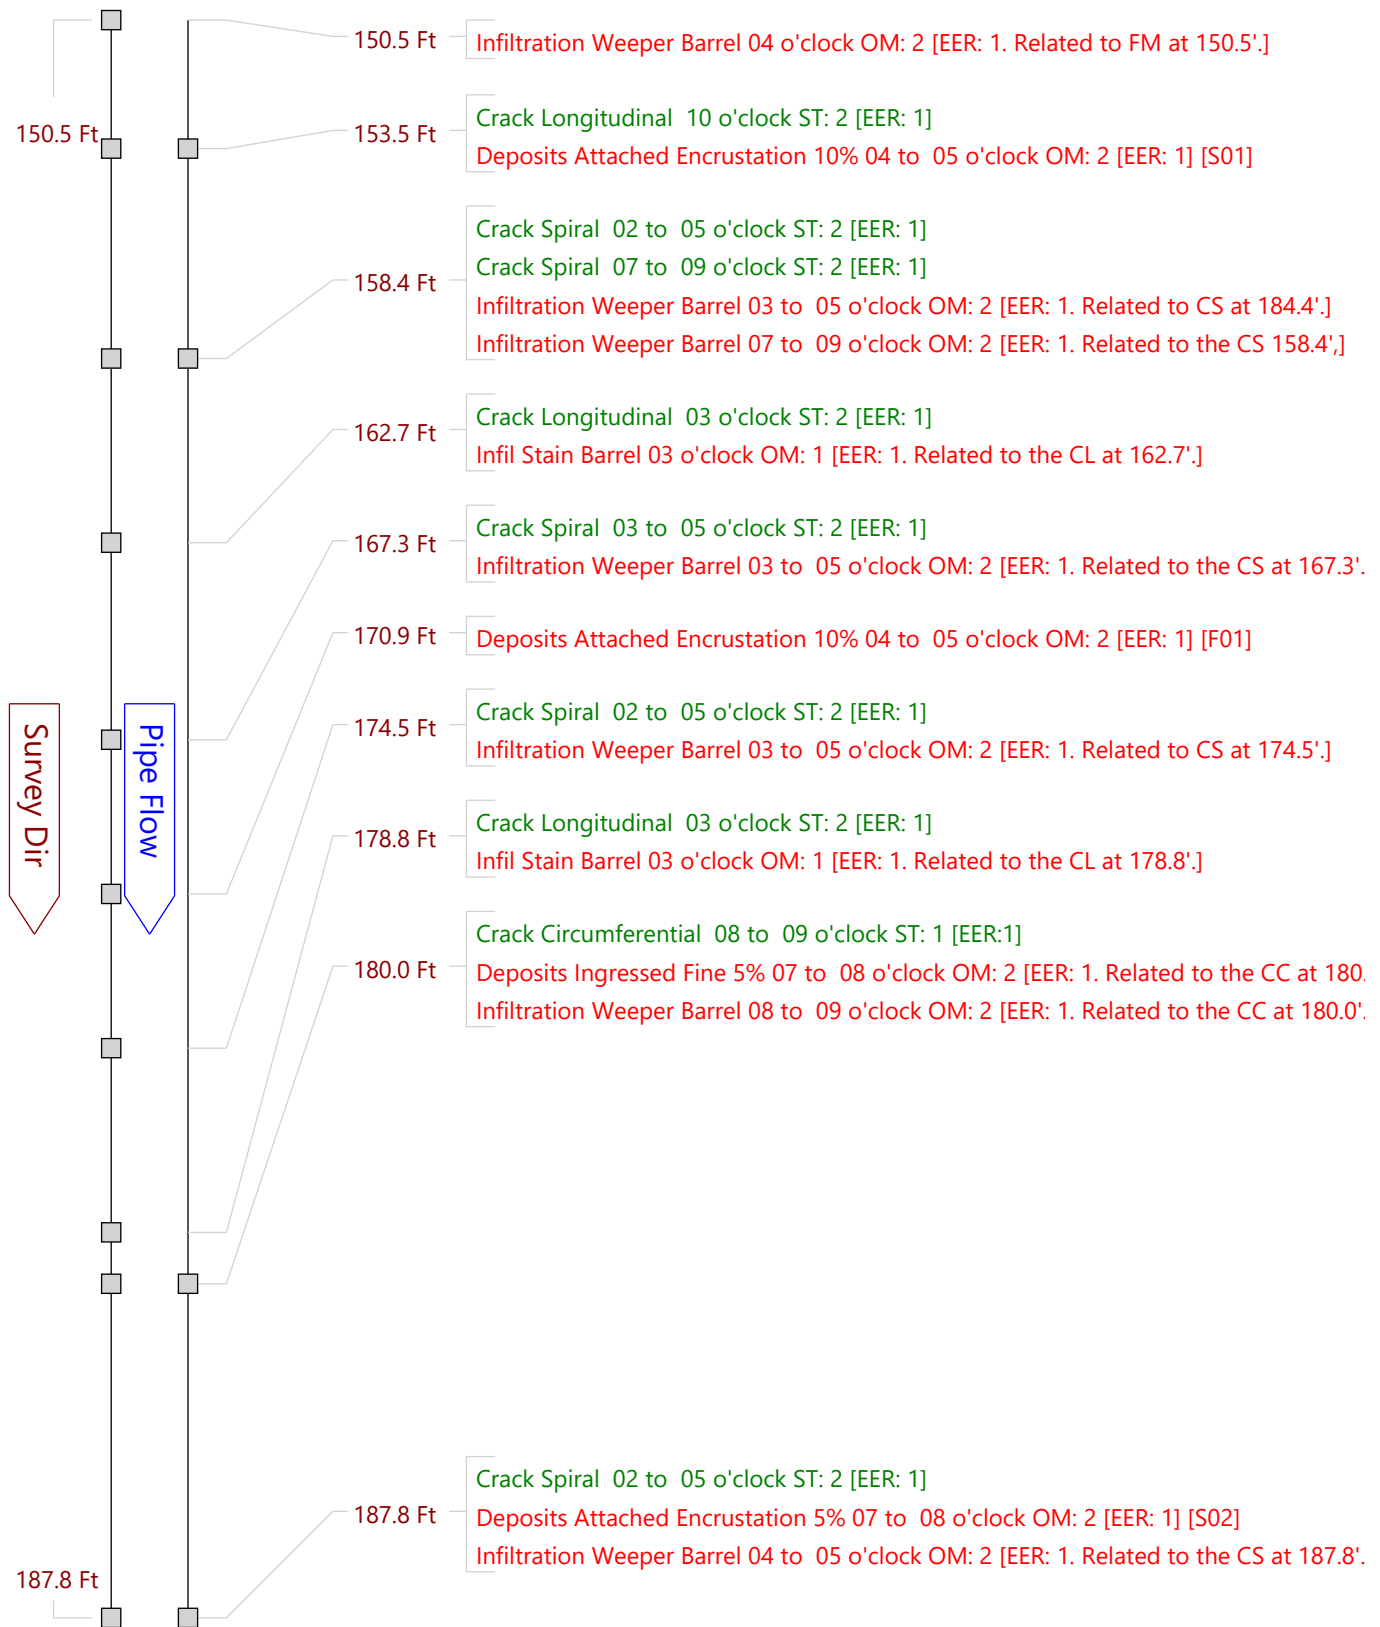 150.5 Ft
Infiltration Weeper Barrel 04 o'clock OM: 2 [EER: 1. Related to FM at 150.5'.]
150.5 Ft
153.5 Ft
Crack Longitudinal  10 o'clock ST: 2 [EER: 1]
Deposits Attached Encrustation 10% 04 to  05 o'clock OM: 2 [EER: 1] [S01]
158.4 Ft
Crack Spiral  02 to  05 o'clock ST: 2 [EER: 1]
Crack Spiral  07 to  09 o'clock ST: 2 [EER: 1]
Infiltration Weeper Barrel 03 to  05 o'clock OM: 2 [EER: 1. Related to CS at 184.4'.]
Infiltration Weeper Barrel 07 to  09 o'clock OM: 2 [EER: 1. Related to the CS 158.4',]
162.7 Ft
Crack Longitudinal  03 o'clock ST: 2 [EER: 1]
Infil Stain Barrel 03 o'clock OM: 1 [EER: 1. Related to the CL at 162.7'.]
167.3 Ft
Crack Spiral  03 to  05 o'clock ST: 2 [EER: 1]
Infiltration Weeper Barrel 03 to  05 o'clock OM: 2 [EER: 1. Related to the CS at 167.3'.
170.9 Ft
Deposits Attached Encrustation 10% 04 to  05 o'clock OM: 2 [EER: 1] [F01]
Survey Dir
Pipe Flow
174.5 Ft
Crack Spiral  02 to  05 o'clock ST: 2 [EER: 1]
Infiltration Weeper Barrel 03 to  05 o'clock OM: 2 [EER: 1. Related to CS at 174.5'.]
178.8 Ft
Crack Longitudinal  03 o'clock ST: 2 [EER: 1]
Infil Stain Barrel 03 o'clock OM: 1 [EER: 1. Related to the CL at 178.8'.]
180.0 Ft
Crack Circumferential  08 to  09 o'clock ST: 1 [EER:1]
Deposits Ingressed Fine 5% 07 to  08 o'clock OM: 2 [EER: 1. Related to the CC at 180.
Infiltration Weeper Barrel 08 to  09 o'clock OM: 2 [EER: 1. Related to the CC at 180.0'.
187.8 Ft
Crack Spiral  02 to  05 o'clock ST: 2 [EER: 1]
Deposits Attached Encrustation 5% 07 to  08 o'clock OM: 2 [EER: 1] [S02]
Infiltration Weeper Barrel 04 to  05 o'clock OM: 2 [EER: 1. Related to the CS at 187.8'.
187.8 Ft